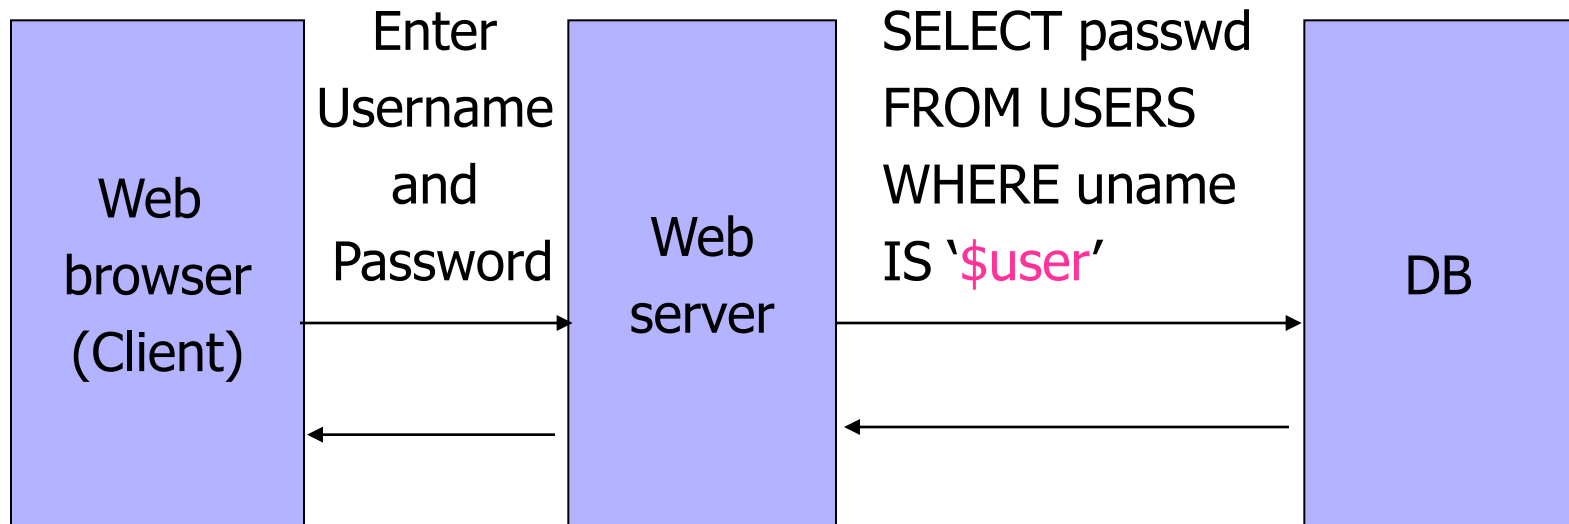 Web
browser
(Client)
Enter
Username
and
Password
Web
server
SELECT passwd
FROM USERS
WHERE uname
IS ‘$user’
DB